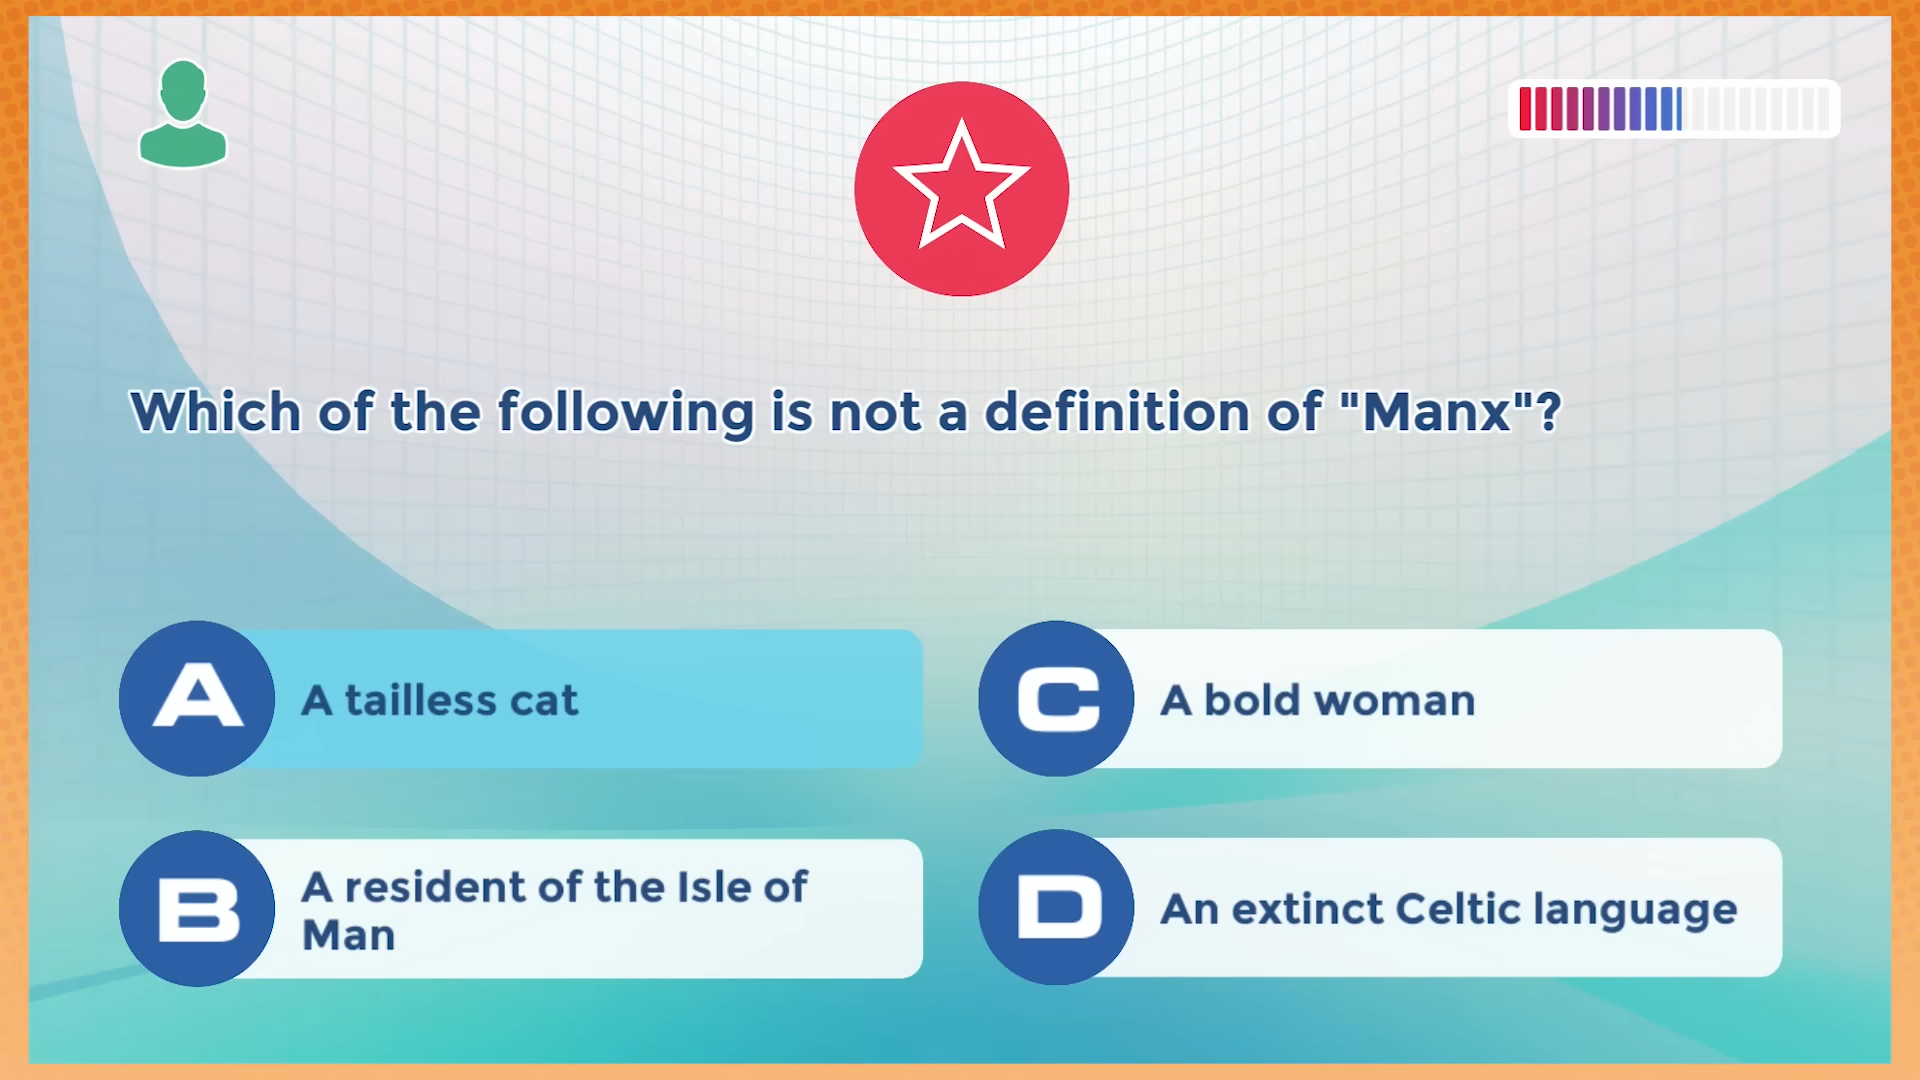 Which of the following is not a definition of "Manx"?
A
A tailless cat
C
A bold woman
B
A resident of the Isle of
Man
D
An extinct Celtic language